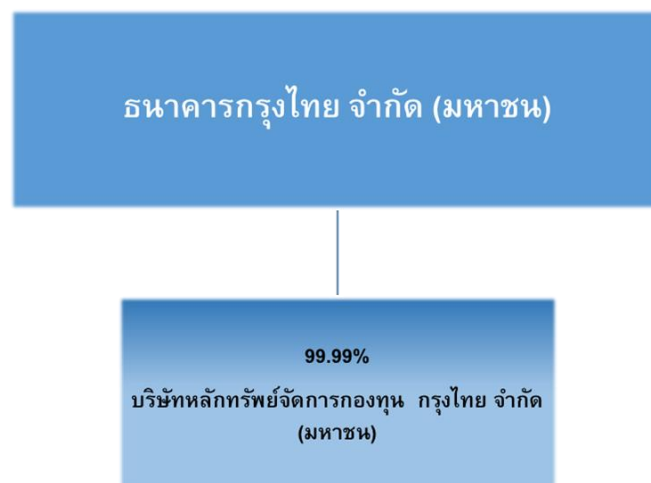 ธนาคารกรุงไทย จำกัด (มหาชน)
99.99%
บริษัทหลักทรัพย์จัดการกองทุน กรุงไทย จำกัด
(มหาชน)